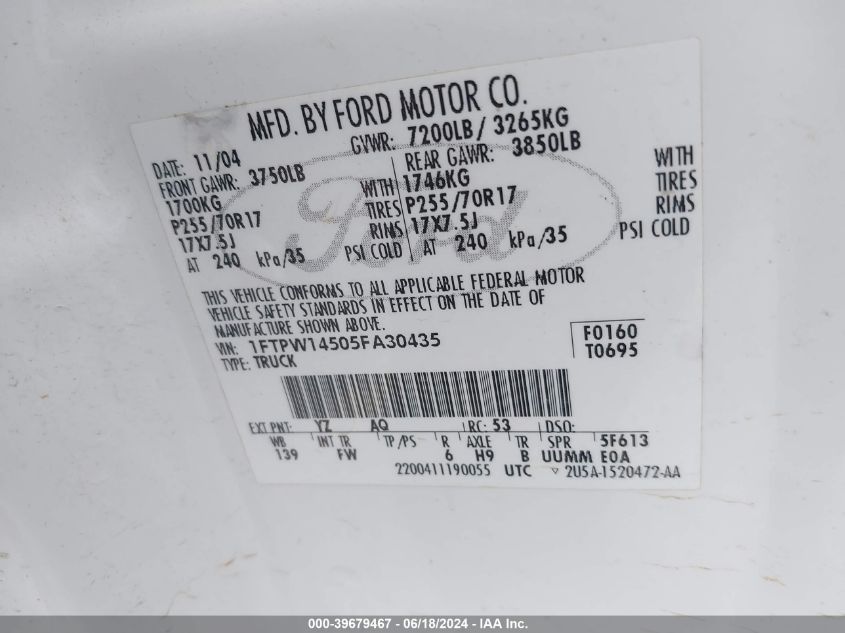 MFD. BY FORD MOTOR CO.
DATE: 11/04 GVWR: 7200LB / 3265KG
FRONT GAWR: 3750LB REAR GAWR: 3850LB
1700KG WITH 1746KG WITH
P255/70R17 TIRES P255/70R17 TIRES
17X7.5J RIMS 17X7.5J RIMS
AT 240 kPa/35 PSI COLD AT 240 kPa/35 PSI COLD
Ford
THIS VEHICLE CONFORMS TO ALL APPLICABLE FEDERAL MOTOR
VEHICLE SAFETY STANDARDS IN EFFECT ON THE DATE OF
MANUFACTURE SHOWN ABOVE.
VIN: 1FTPW14505FA30435 F0160
TYPE: TRUCK T0695
EXT PNT: YZ AQ RC: 53 DSO:
WB INT TR TP/PS R AXLE TR SPR 5F613
139 FW 6 H9 B UUMM E0A
2200411190055 UTC ▽ 2U5A-1520472-AA
000-39679467 - 06/18/2024 - IAA Inc.